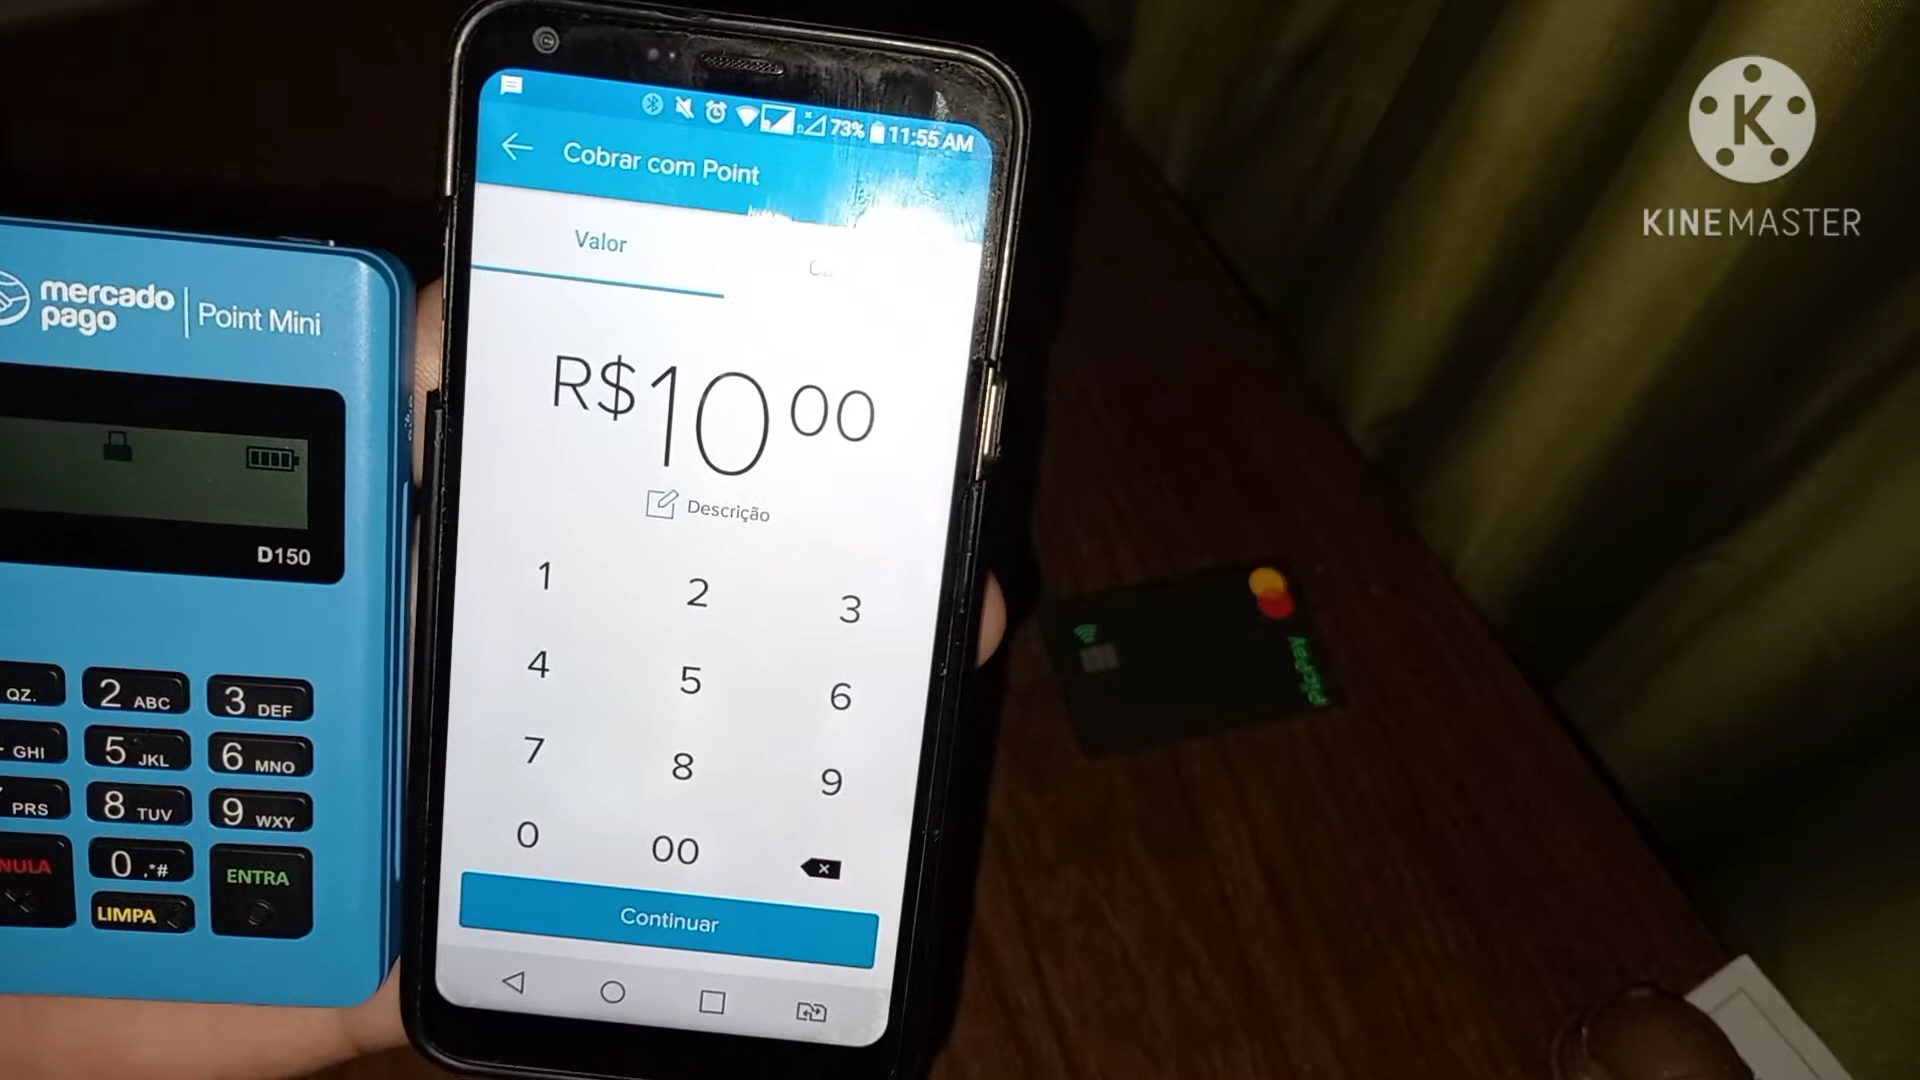 73% 11:55 AM
Cobrar com Point
Valor
R$10 00
Descrição
1 2 3
4 5 6
7 8 9
0 00
Continuar
mercado
pago
Point Mini
D150
QZ. 2 ABC 3 DEF
GHI 5 JKL 6 MNO
PRS 8 TUV 9 WXY
NULA 0 .*# ENTRA
LIMPA
PicPay
K
KINEMASTER